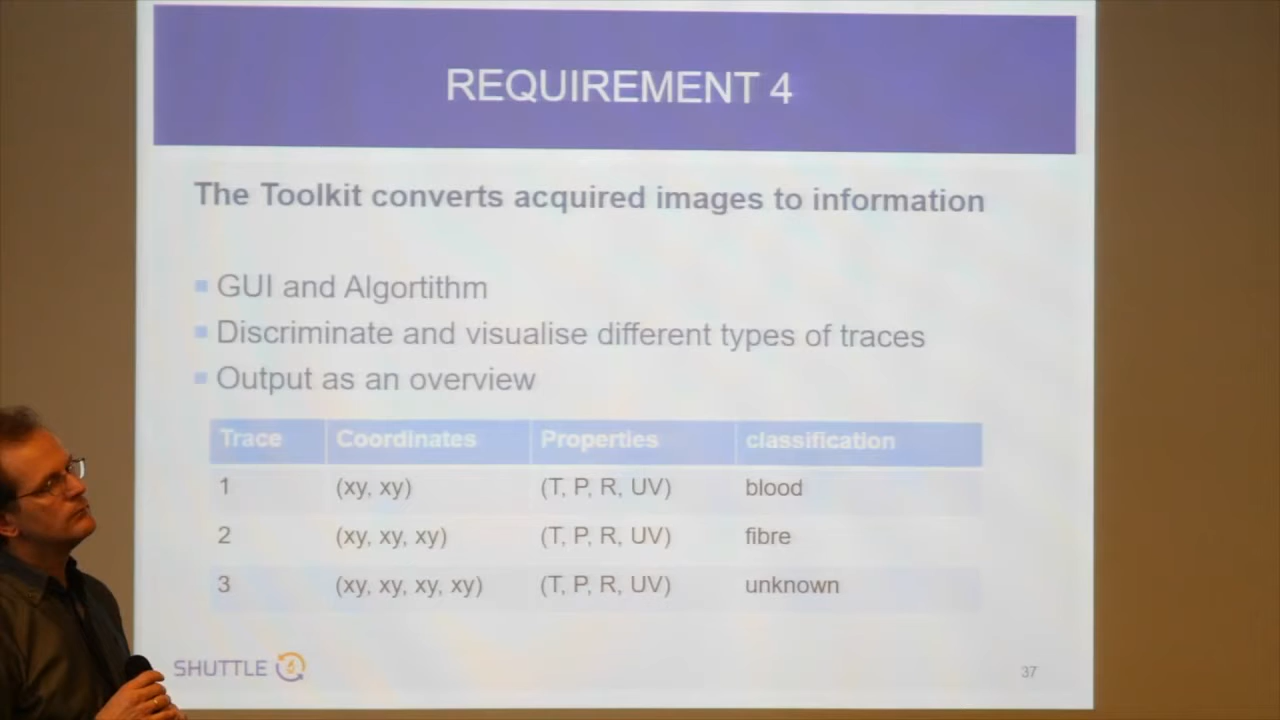 REQUIREMENT 4
The Toolkit converts acquired images to information
GUI and Algortithm
Discriminate and visualise different types of traces
Output as an overview
Trace Coordinates Properties classification
1 (xy, xy) (T, P, R, UV) blood
2 (xy, xy, xy) (T, P, R, UV) fibre
3 (xy, xy, xy, xy) (T, P, R, UV) unknown
SHUTTLE
37